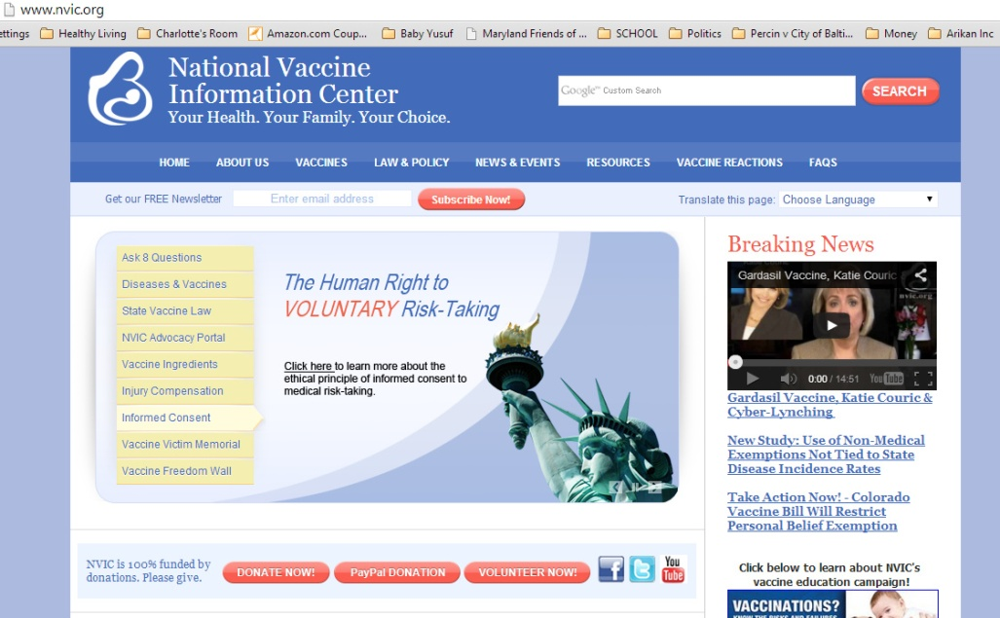 www.nvic.org
ettings Healthy Living Charlotte's Room Amazon.com Coup... Baby Yusuf Maryland Friends of ... SCHOOL Politics Percin v City of Balti... Money Arikan Inc
National Vaccine
Information Center
Your Health. Your Family. Your Choice.
Google™ Custom Search
SEARCH
HOME ABOUT US VACCINES LAW & POLICY NEWS & EVENTS RESOURCES VACCINE REACTIONS FAQS
Get our FREE Newsletter Enter email address Subscribe Now! Translate this page: Choose Language
Ask 8 Questions
Diseases & Vaccines
State Vaccine Law
NVIC Advocacy Portal
Vaccine Ingredients
Injury Compensation
Informed Consent
Vaccine Victim Memorial
Vaccine Freedom Wall
The Human Right to
VOLUNTARY Risk-Taking
Click here to learn more about the
ethical principle of informed consent to
medical risk-taking.
Breaking News
Gardasil Vaccine, Katie Couric
nvic.org
0:00 / 14:51 YouTube
Gardasil Vaccine, Katie Couric &
Cyber-Lynching
New Study: Use of Non-Medical
Exemptions Not Tied to State
Disease Incidence Rates
Take Action Now! - Colorado
Vaccine Bill Will Restrict
Personal Belief Exemption
Click below to learn about NVIC's
vaccine education campaign!
VACCINATIONS?
KNOW THE RISKS AND FAILURES
NVIC is 100% funded by
donations. Please give.
DONATE NOW! PayPal DONATION VOLUNTEER NOW!
You
Tube